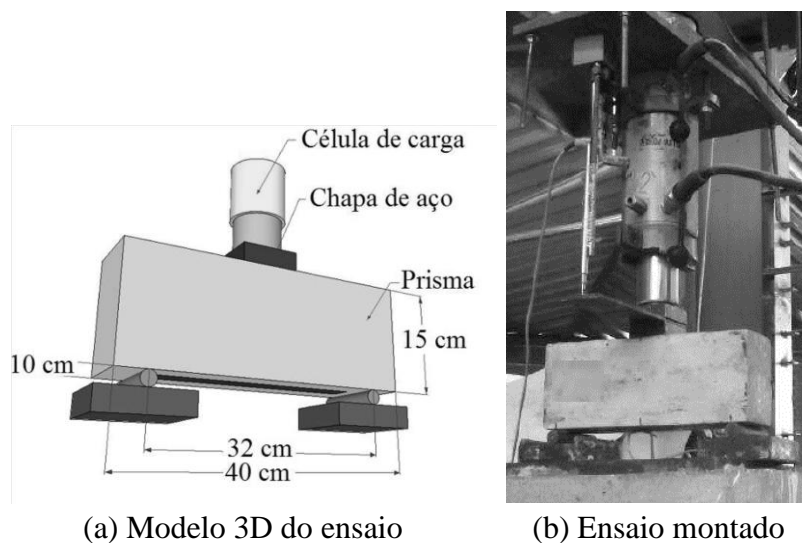 Célula de carga
Chapa de aço
Prisma
15 cm
10 cm
32 cm
40 cm
(a) Modelo 3D do ensaio
(b) Ensaio montado